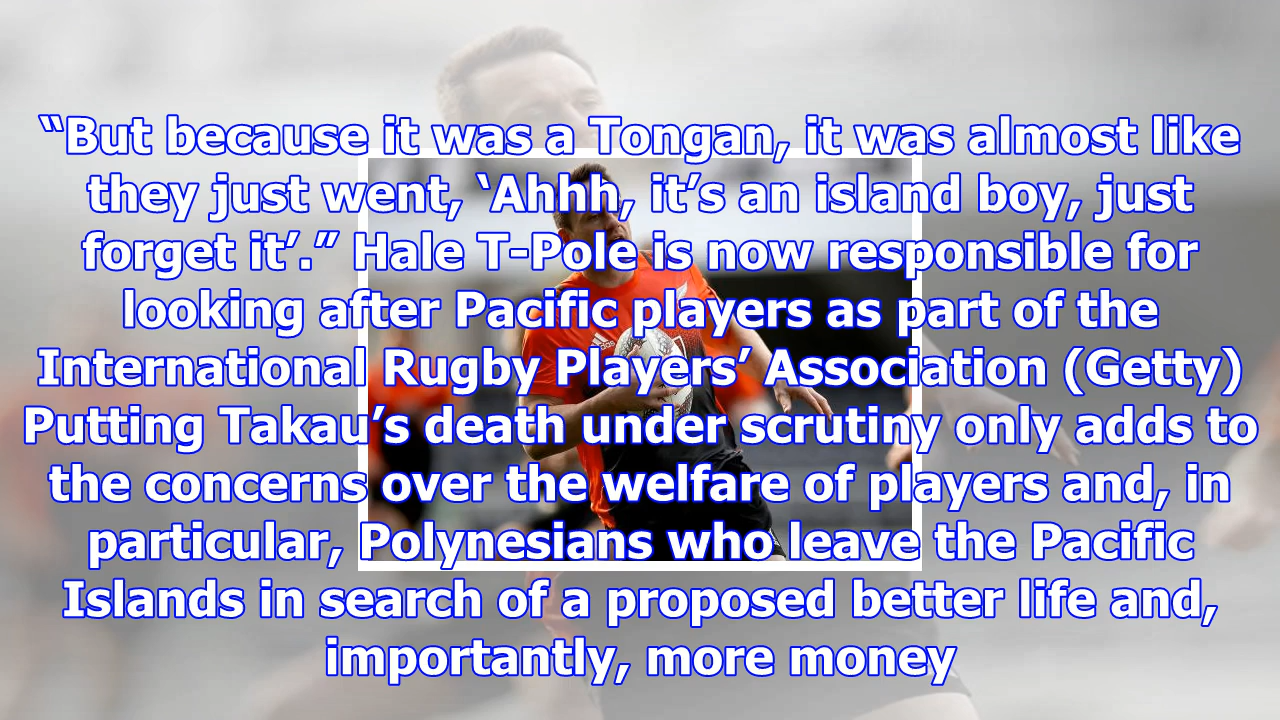 “But because it was a Tongan, it was almost like
they just went, ‘Ahhh, it’s an island boy, just
forget it’.” Hale T-Pole is now responsible for
looking after Pacific players as part of the
International Rugby Players’ Association (Getty)
Putting Takau’s death under scrutiny only adds to
the concerns over the welfare of players and, in
particular, Polynesians who leave the Pacific
Islands in search of a proposed better life and,
importantly, more money
adidas